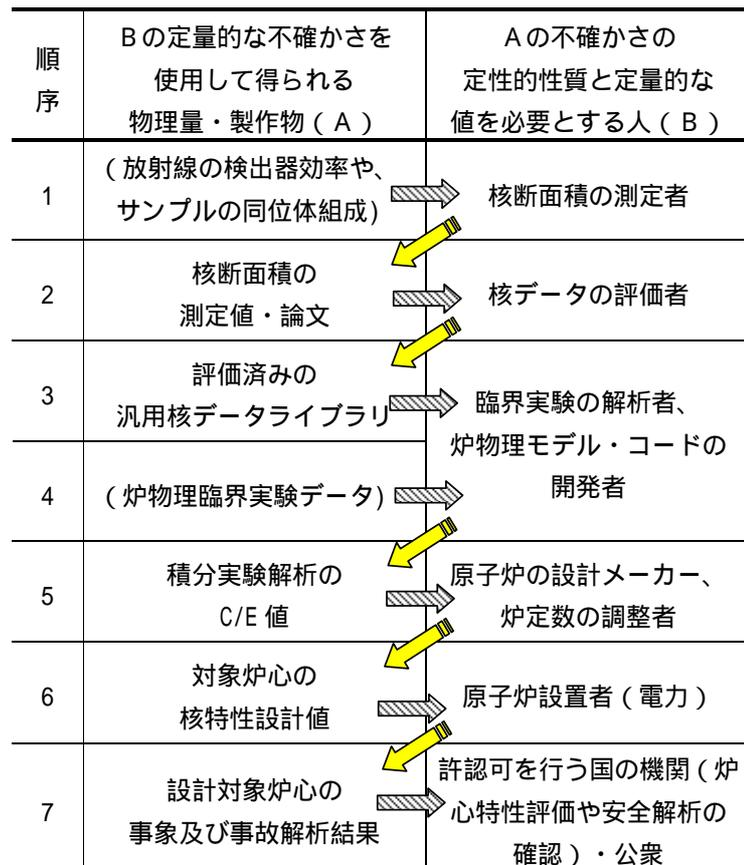 順
序
Bの定量的な不確かさを
使用して得られる
物理量・製作物(A)
Aの不確かさの
定性的性質と定量的な
値を必要とする人(B)
1
(放射線の検出器効率や、
サンプルの同位体組成)
核断面積の測定者
2
核断面積の
測定値・論文
核データの評価者
3
評価済みの
汎用核データライブラリ
臨界実験の解析者、
炉物理モデル・コードの
開発者
4
(炉物理臨界実験データ)
5
積分実験解析の
C/E 値
原子炉の設計メーカー、
炉定数の調整者
6
対象炉心の
核特性設計値
原子炉設置者(電力)
7
設計対象炉心の
事象及び事故解析結果
許認可を行う国の機関(炉
心特性評価や安全解析の
確認)・公衆